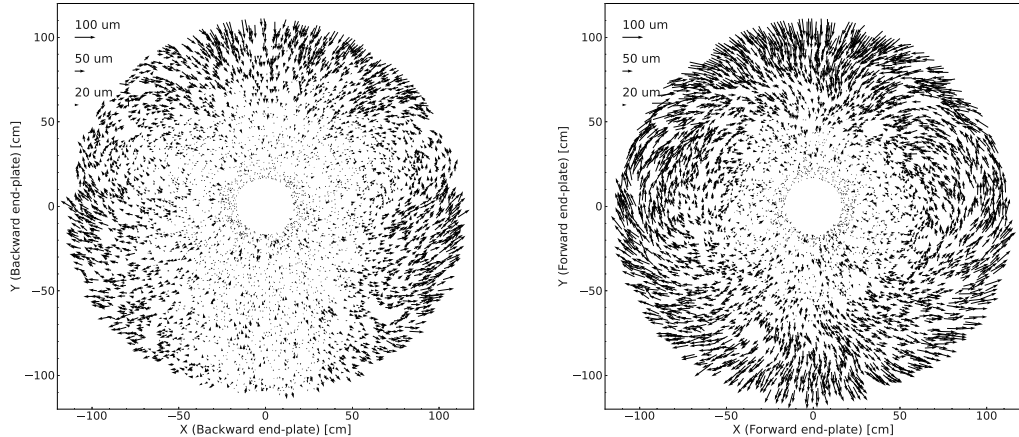 100 um
50 um
20 um
100
50
0
−50
−100
Y (Backward end-plate) [cm]
−100 −50 0 50 100
X (Backward end-plate) [cm]
100 um
50 um
20 um
100
50
0
−50
−100
Y (Forward end-plate) [cm]
−100 −50 0 50 100
X (Forward end-plate) [cm]